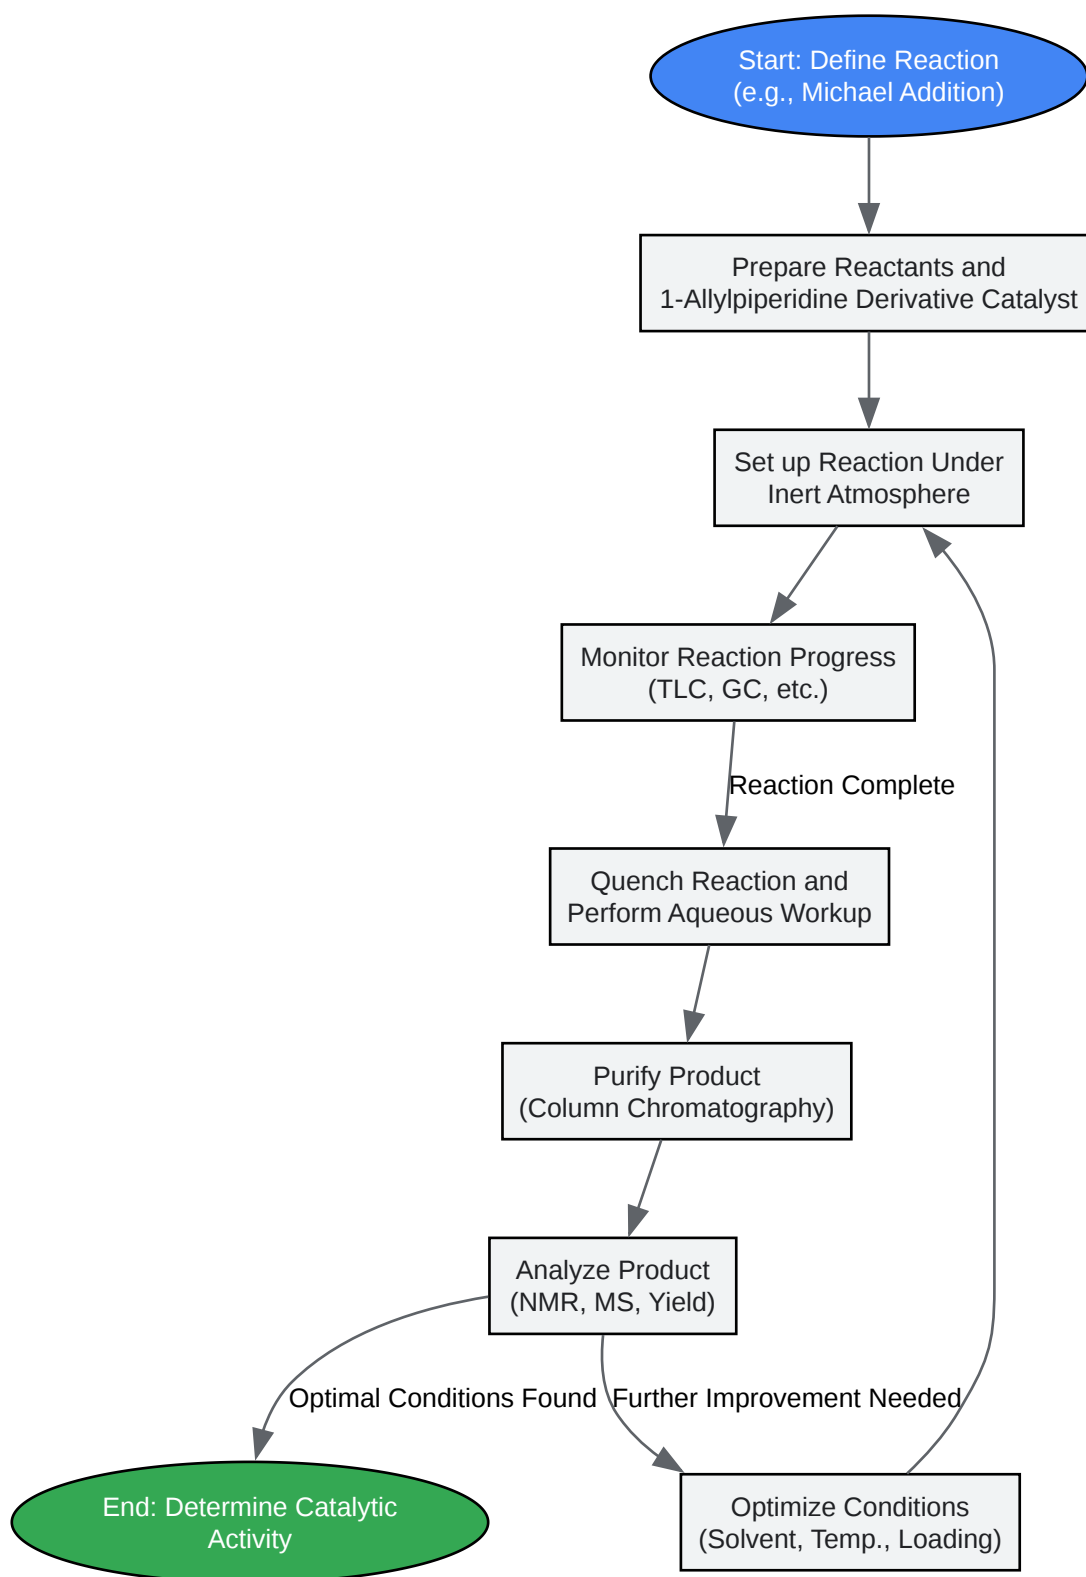 Start: Define Reaction
(e.g., Michael Addition)
Prepare Reactants and
1-Allylpiperidine Derivative Catalyst
Set up Reaction Under
Inert Atmosphere
Monitor Reaction Progress
(TLC, GC, etc.)
Reaction Complete
Quench Reaction and
Perform Aqueous Workup
Purify Product
(Column Chromatography)
Analyze Product
(NMR, MS, Yield)
Optimal Conditions Found
Further Improvement Needed
End: Determine Catalytic
Activity
Optimize Conditions
(Solvent, Temp., Loading)